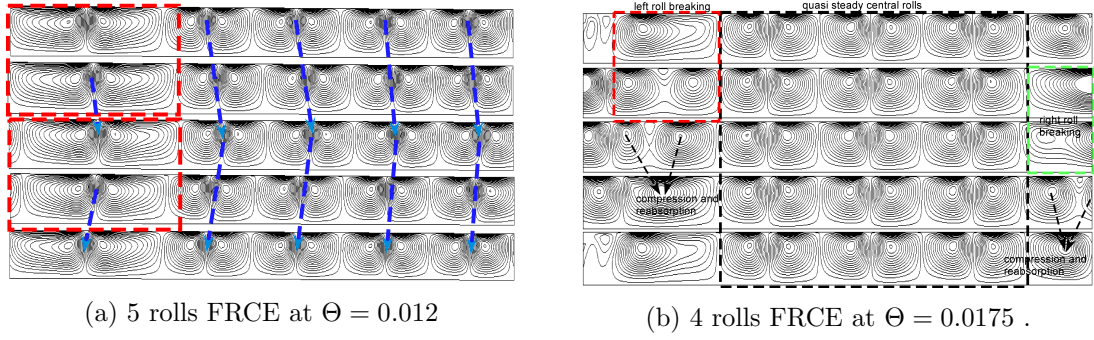 left roll breaking
quasi steady central rolls
right roll
breaking
compression and
reabsorption
compression and
reabsorption
(a) 5 rolls FRCE at Θ = 0.012
(b) 4 rolls FRCE at Θ = 0.0175 .